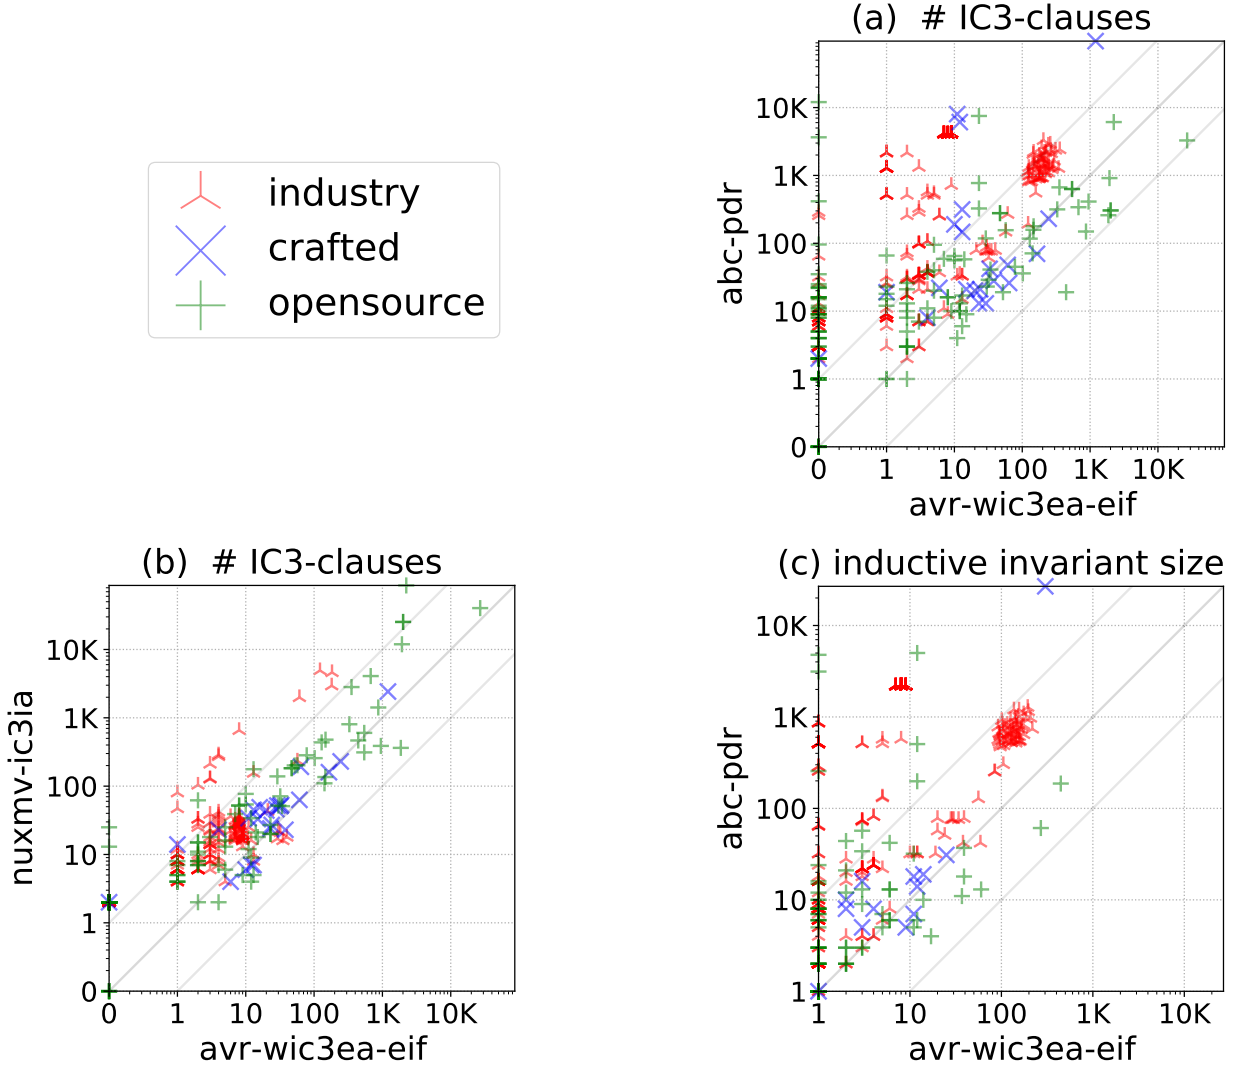 (a) # IC3-clauses
industry
crafted
opensource
abc-pdr
10K
1K
100
10
1
0
0 1 10 100 1K 10K
avr-wic3ea-eif
(b) # IC3-clauses
nuxmv-ic3ia
10K
1K
100
10
1
0
0 1 10 100 1K 10K
avr-wic3ea-eif
(c) inductive invariant size
abc-pdr
10K
1K
100
10
1
1 10 100 1K 10K
avr-wic3ea-eif